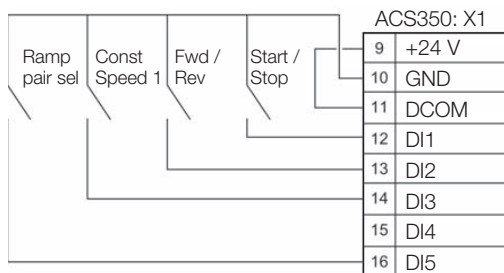 ACS350: X1
Ramp pair sel
Const Speed 1
Fwd / Rev
Start / Stop
9 +24 V
10 GND
11 DCOM
12 DI1
13 DI2
14 DI3
15 DI4
16 DI5